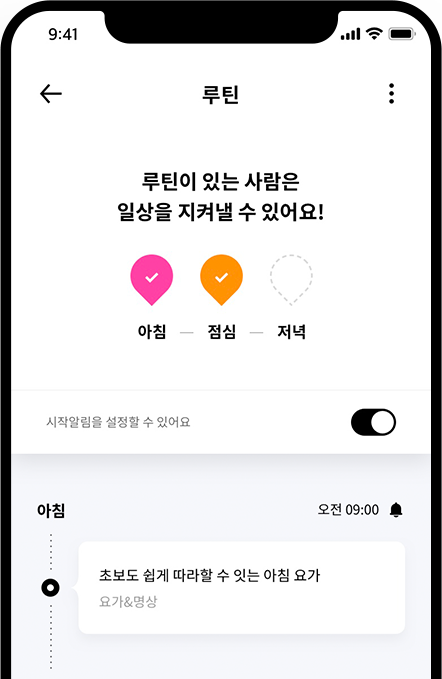 9:41
루틴
루틴이 있는 사람은
일상을 지켜낼 수 있어요!
아침 — 점심 — 저녁
시작알림을 설정할 수 있어요
아침 오전 09:00
초보도 쉽게 따라할 수 잇는 아침 요가
요가&명상